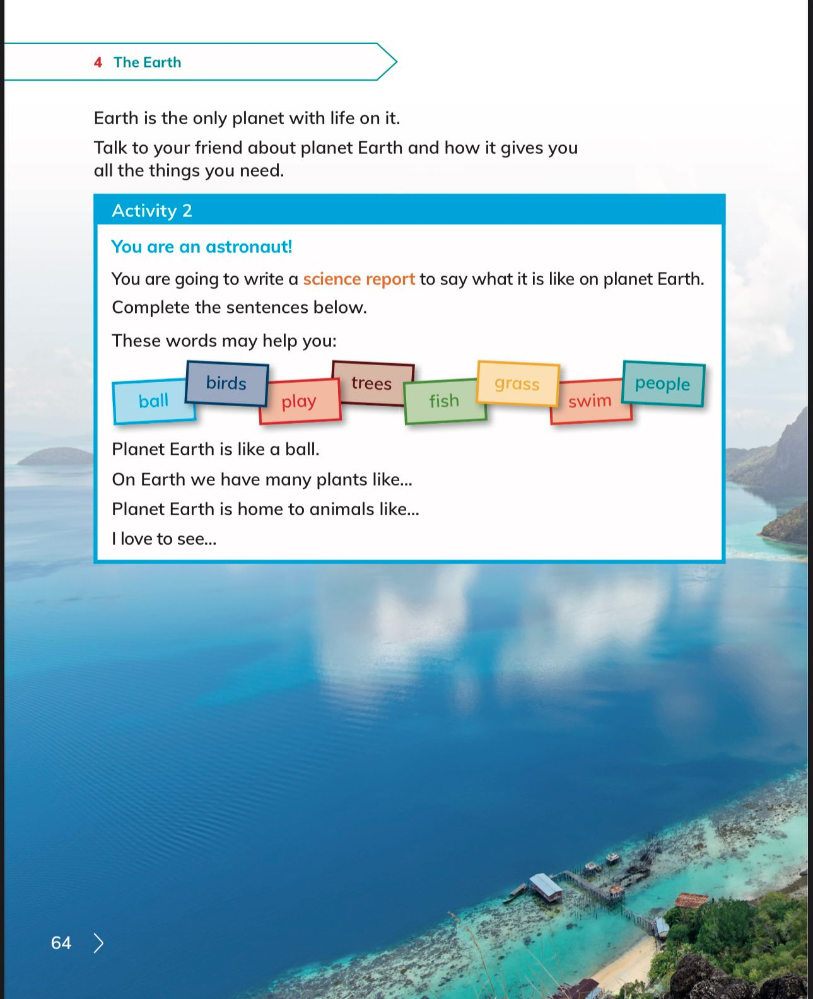 4 The Earth
Earth is the only planet with life on it.
Talk to your friend about planet Earth and how it gives you
all the things you need.
Activity 2
You are an astronaut!
You are going to write a science report to say what it is like on planet Earth.
Complete the sentences below.
These words may help you:
ball birds play trees fish grass swim people
Planet Earth is like a ball.
On Earth we have many plants like...
Planet Earth is home to animals like...
I love to see...
64